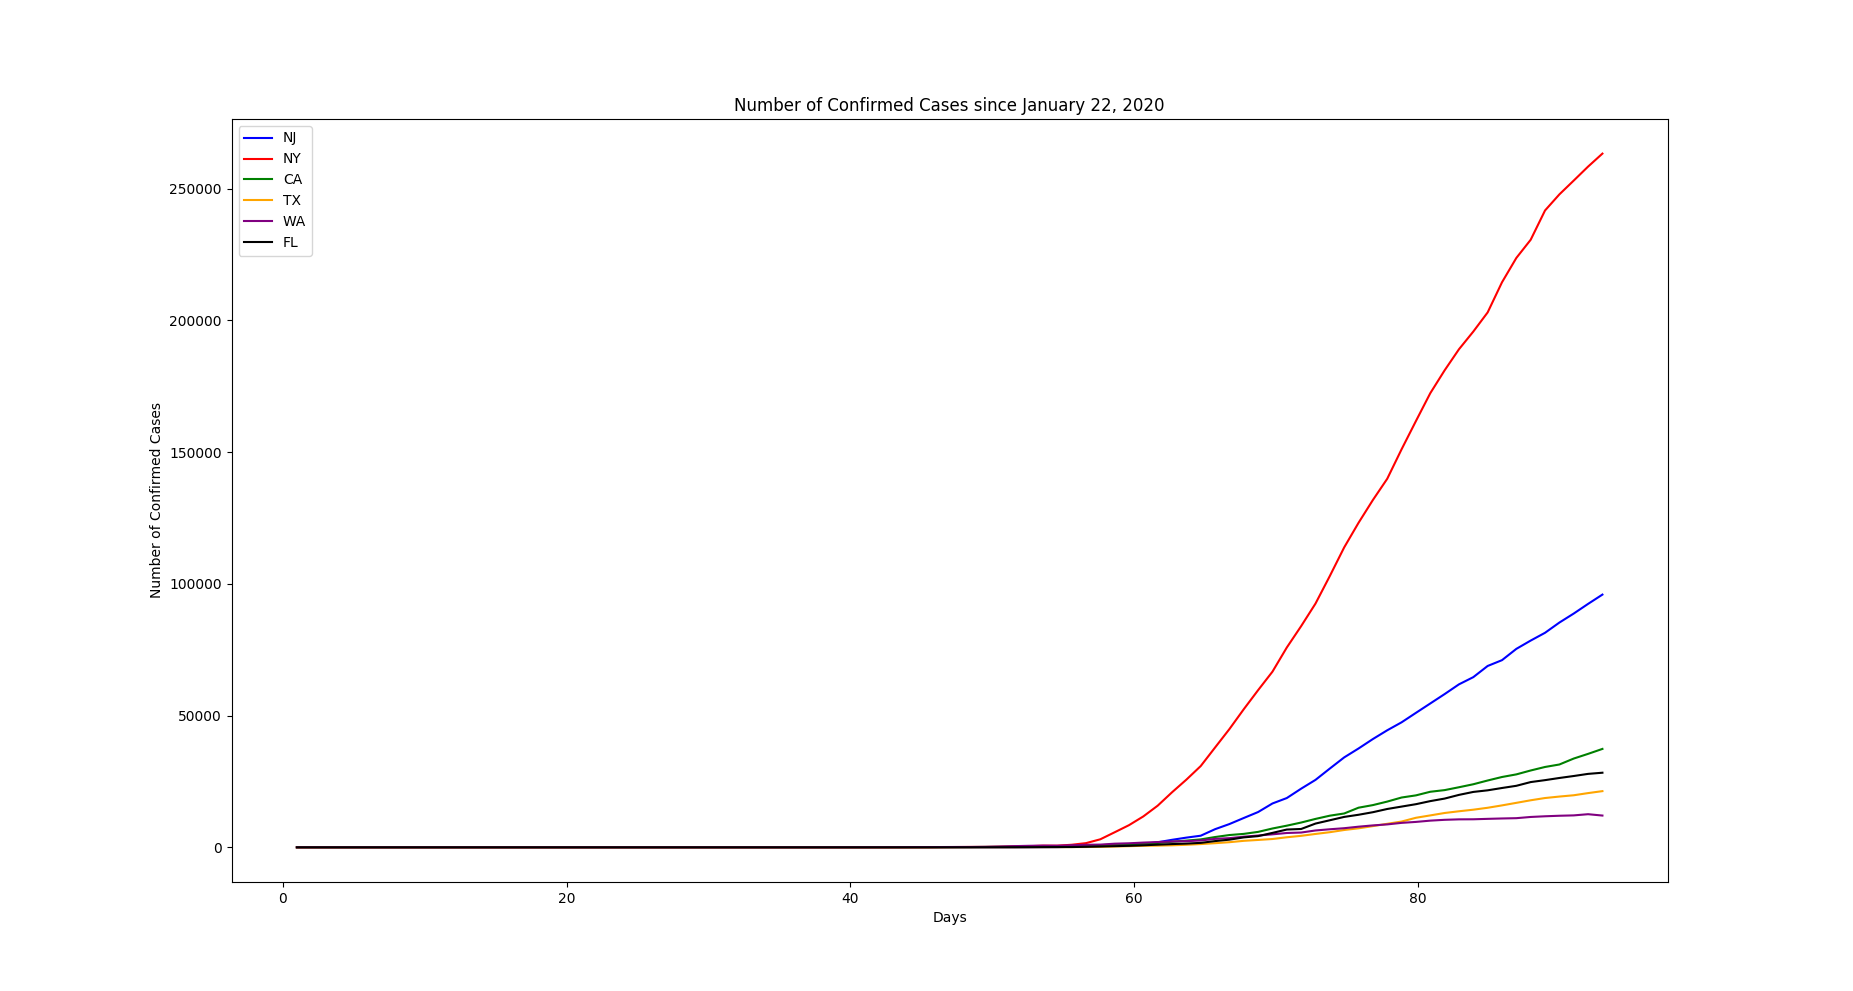 Number of Confirmed Cases since January 22, 2020
NJ
NY
CA
TX
WA
FL
250000
200000
150000
100000
50000
0
Number of Confirmed Cases
0 20 40 60 80
Days